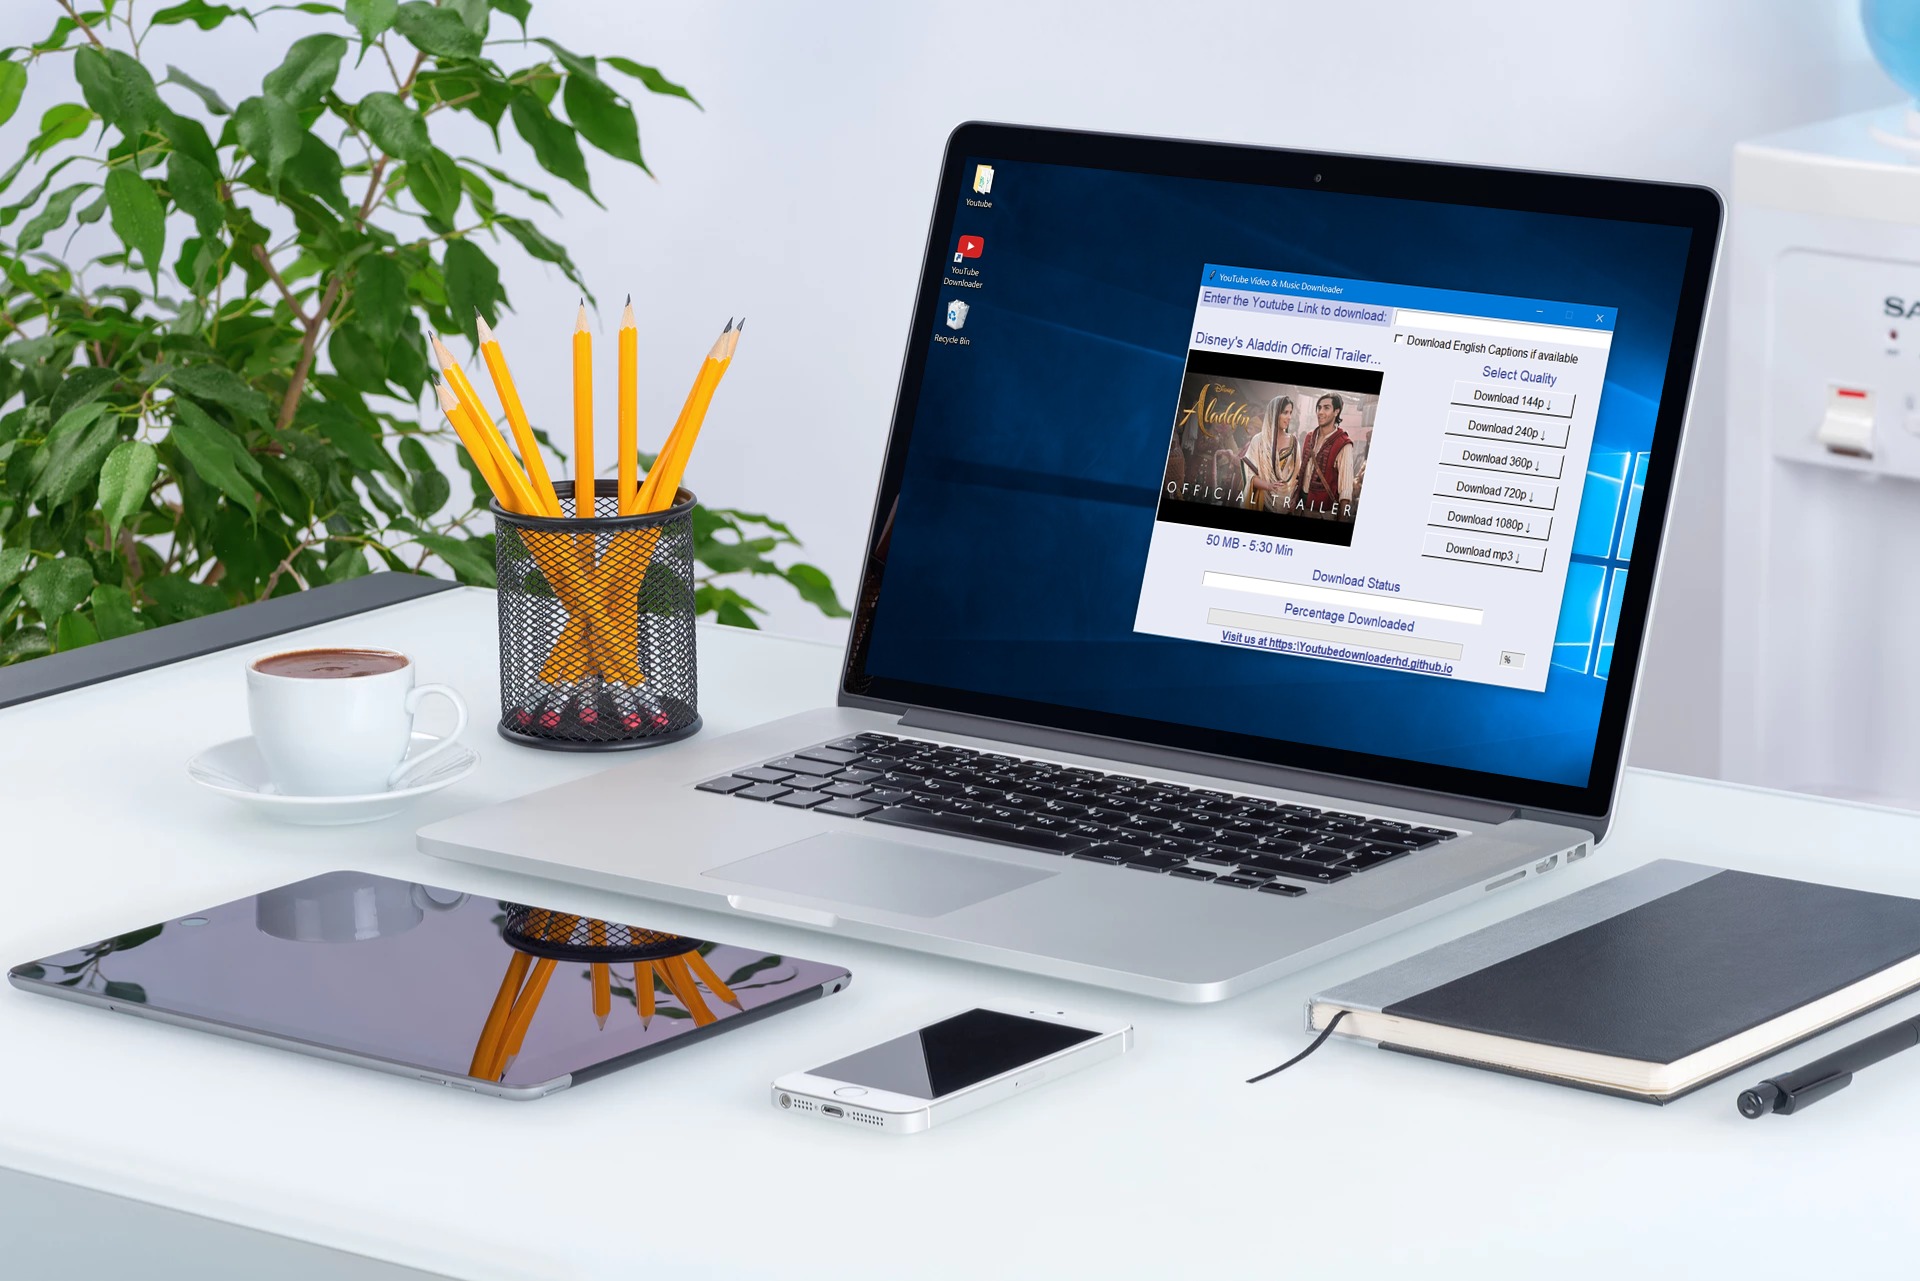 Youtube
YouTube
Downloader
Recycle Bin
YouTube Video & Music Downloader
Enter the Youtube Link to download:
Download English Captions if available
Disney's Aladdin Official Trailer...
Select Quality
Disney
Aladdin
OFFICIAL TRAILER
Download 144p ↓
Download 240p ↓
Download 360p ↓
Download 720p ↓
Download 1080p ↓
Download mp3 ↓
50 MB - 5:30 Min
Download Status
Percentage Downloaded
%
Visit us at https:\Youtubedownloaderhd.github.io
SA